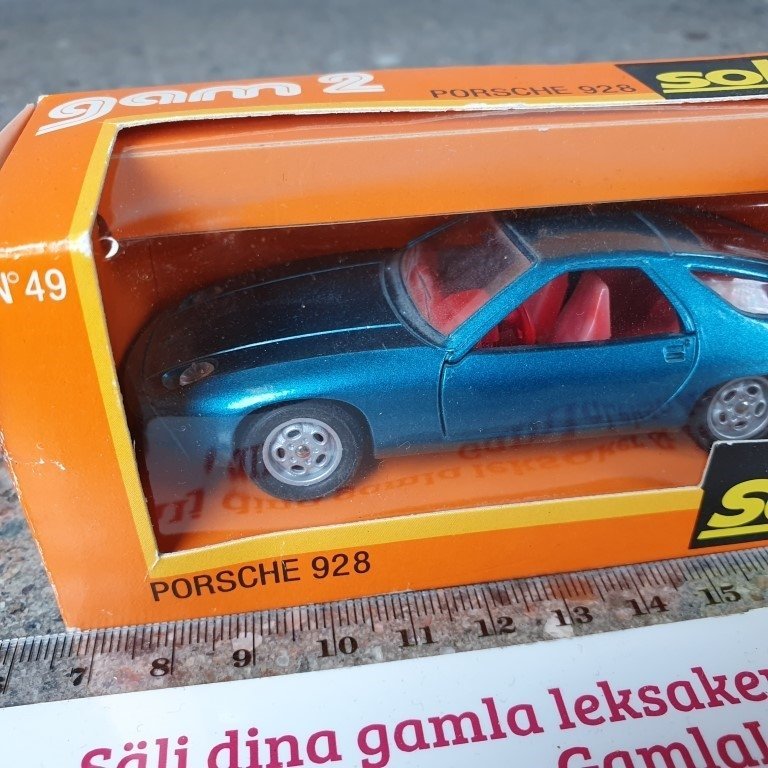 gam 2
PORSCHE 928
sol
N° 49
So
PORSCHE 928
7 8 9 10 11 12 13 14 15
Sälj dina gamla leksaker
Gamla